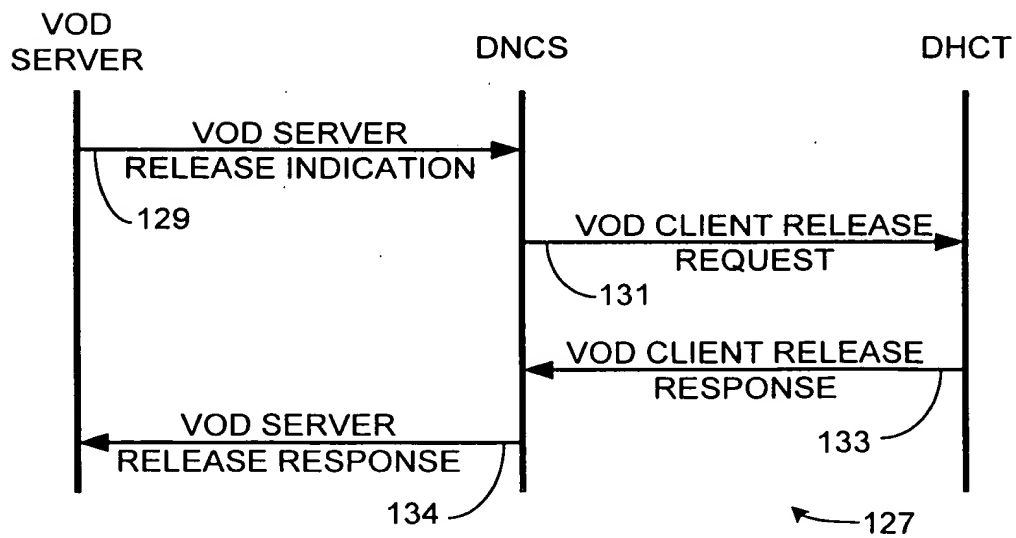 VOD
SERVER
DNCS
DHCT
VOD SERVER
RELEASE INDICATION
129
VOD CLIENT RELEASE
REQUEST
131
VOD CLIENT RELEASE
RESPONSE
133
VOD SERVER
RELEASE RESPONSE
134
127